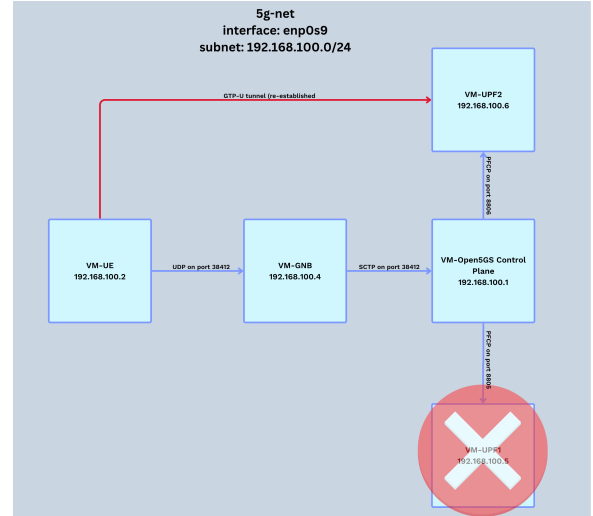 5g-net
interface: enp0s9
subnet: 192.168.100.0/24
GTP-U tunnel (re-established
VM-UPF2
192.168.100.6
PFCP on port 8806
VM-UE
192.168.100.2
UDP on port 38412
VM-GNB
192.168.100.4
SCTP on port 38412
VM-Open5GS Control
Plane
192.168.100.1
PFCP on port 8805
VM-UPF1
192.168.100.5